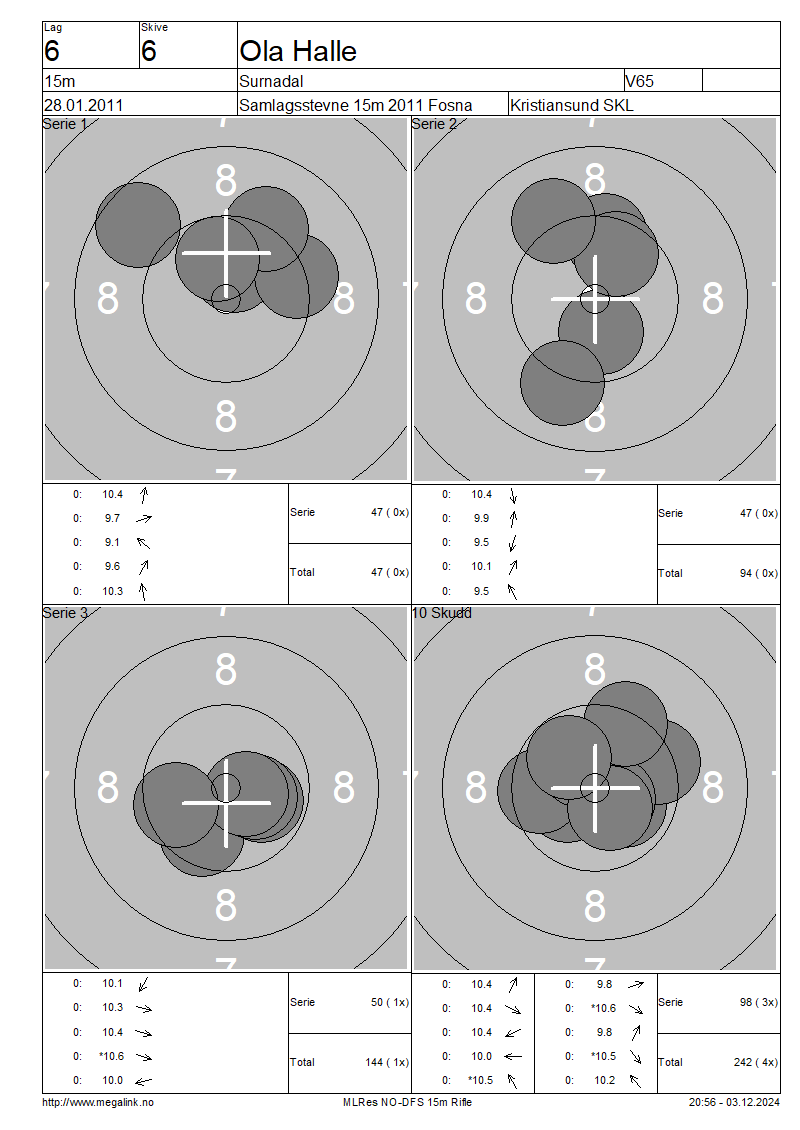 Lag
Skive
6
6
Ola Halle
15m
Surnadal
V65
28.01.2011
Samlagsstevne 15m 2011 Fosna
Kristiansund SKL
Serie 1
7
8
7
8
8
8
7
0: 10.4
0: 9.7
0: 9.1
0: 9.6
0: 10.3
Serie 47 ( 0x)
Total 47 ( 0x)
Serie 2
7
8
7
8
8
7
8
7
0: 10.4
0: 9.9
0: 9.5
0: 10.1
0: 9.5
Serie 47 ( 0x)
Total 94 ( 0x)
Serie 3
7
8
7
8
8
8
7
0: 10.1
0: 10.3
0: 10.4
0: *10.6
0: 10.0
Serie 50 ( 1x)
Total 144 ( 1x)
10 Skudd
7
8
7
8
8
7
8
7
0: 10.4
0: 10.4
0: 10.4
0: 10.0
0: *10.5
0: 9.8
0: *10.6
0: 9.8
0: *10.5
0: 10.2
Serie 98 ( 3x)
Total 242 ( 4x)
http://www.megalink.no
MLRes NO-DFS 15m Rifle
20:56 - 03.12.2024